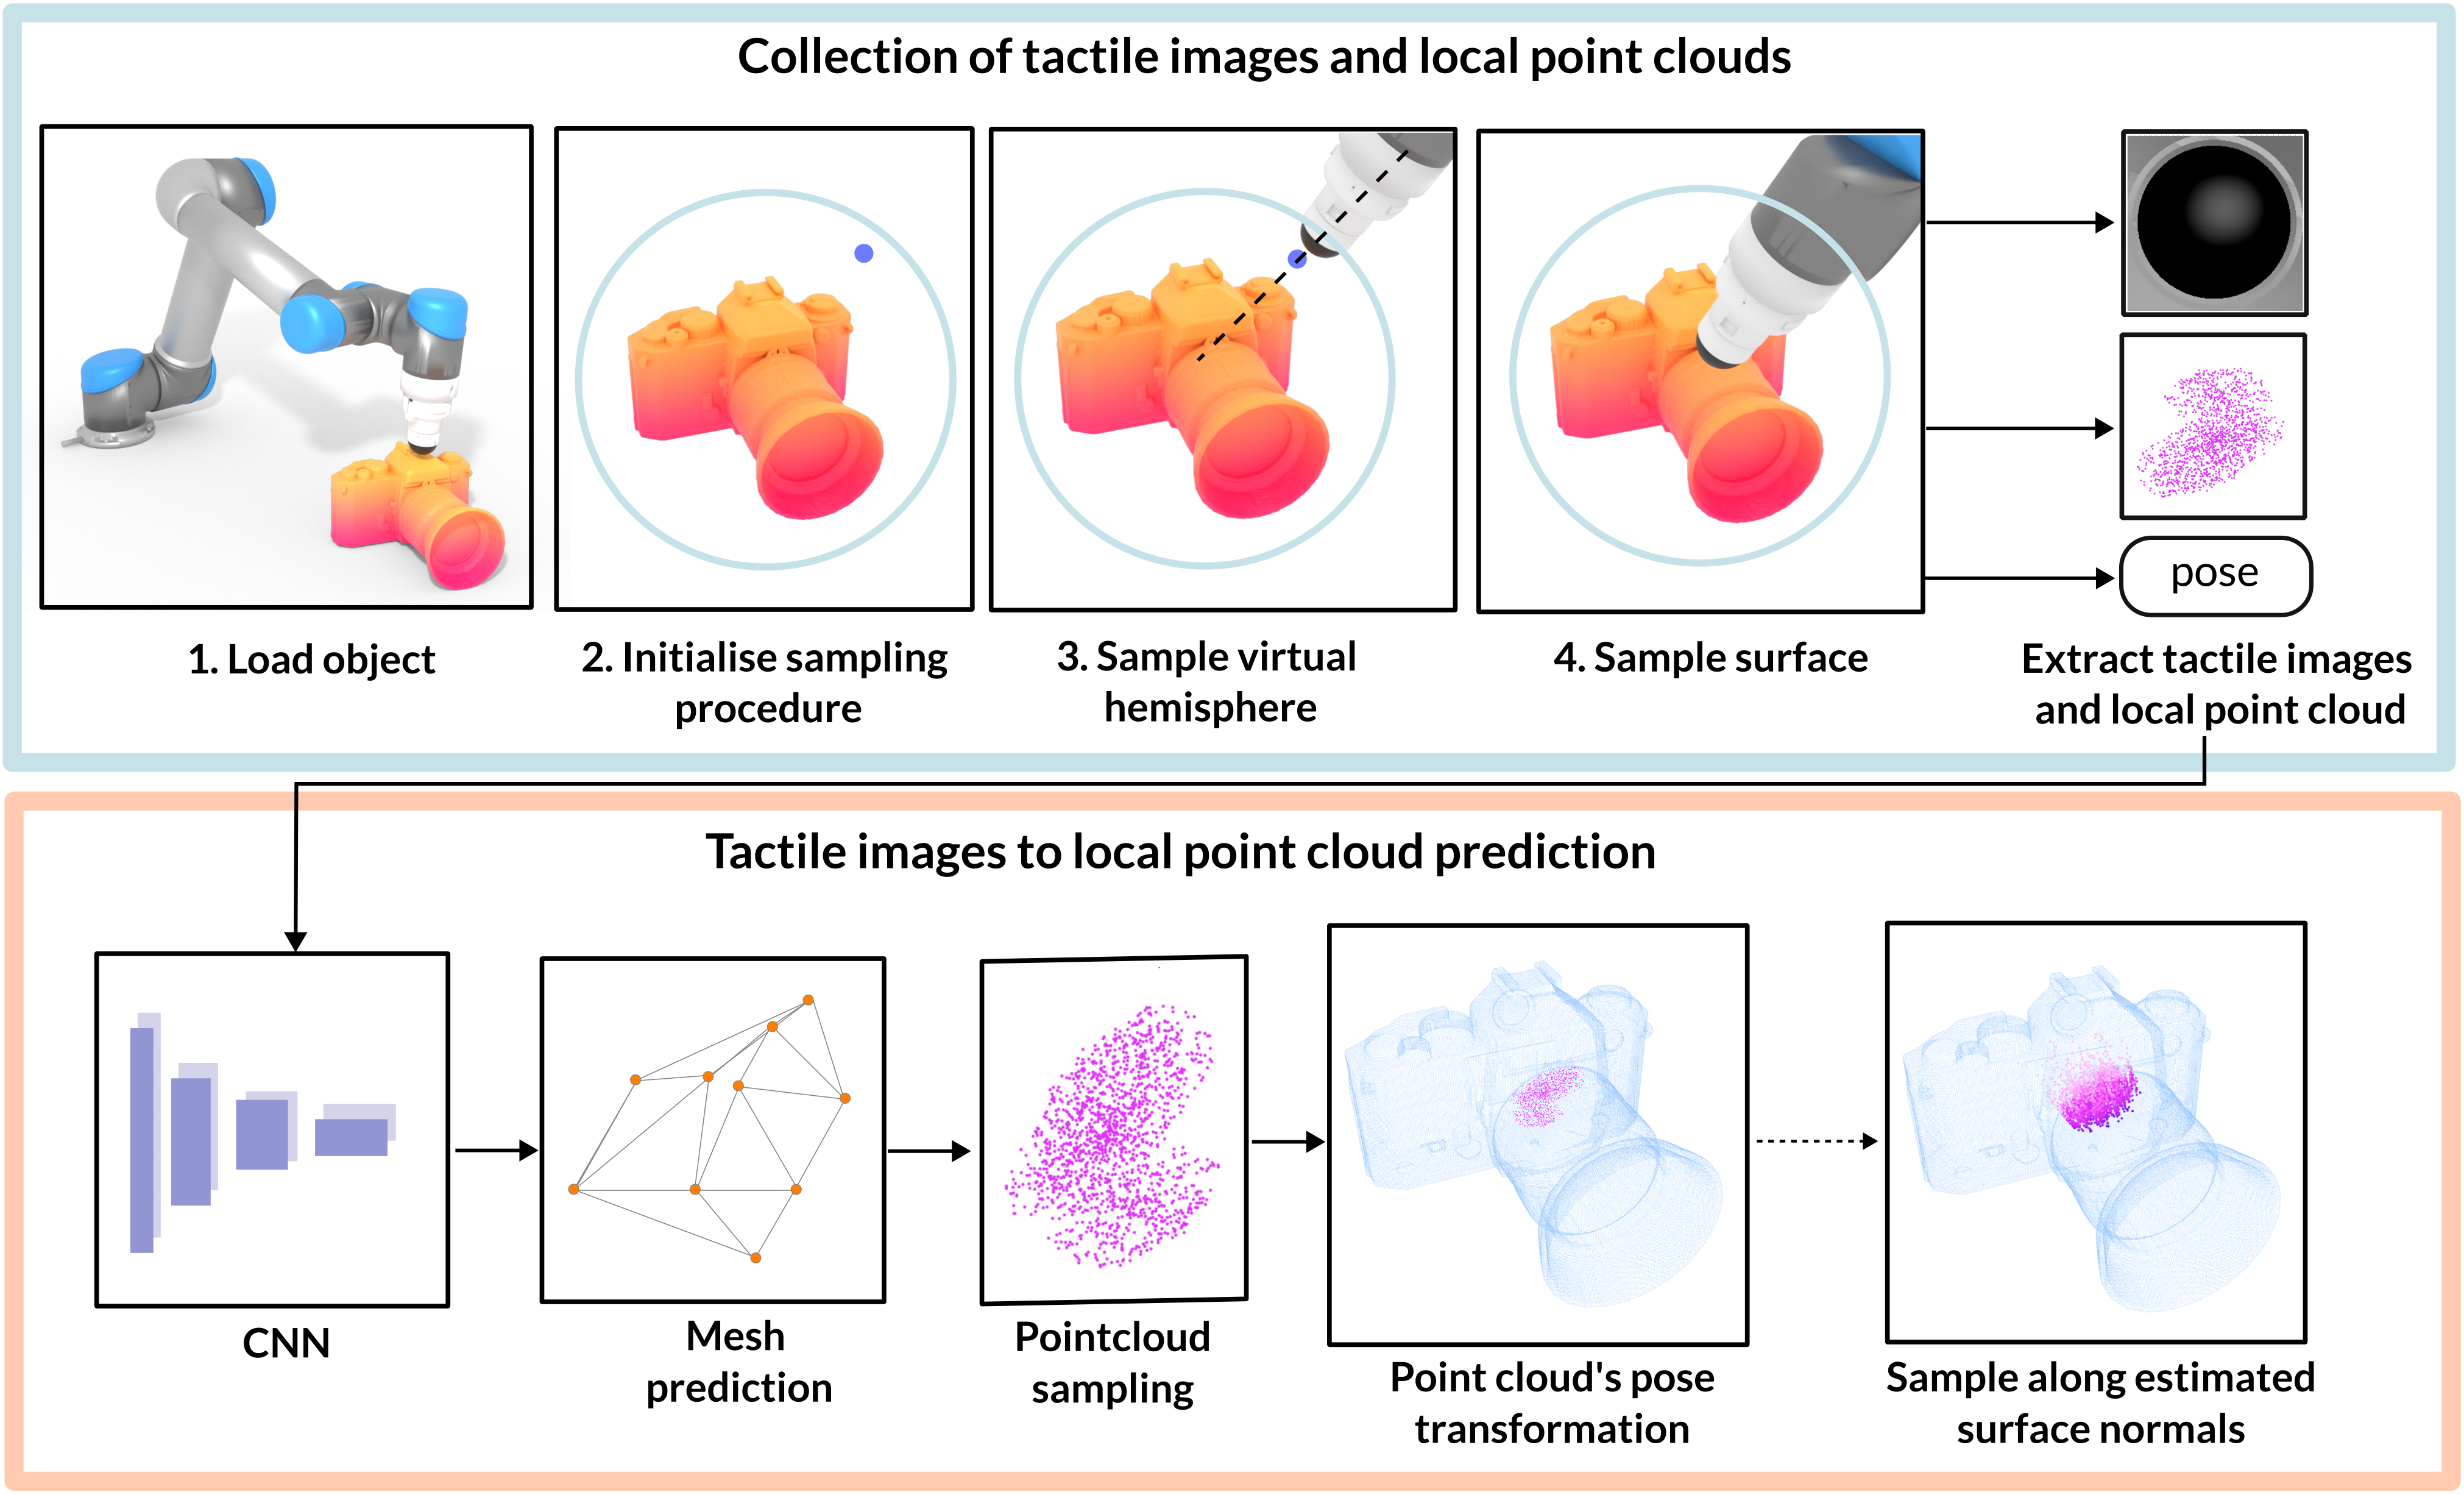 Collection of tactile images and local point clouds
1. Load object
2. Initialise sampling
procedure
3. Sample virtual
hemisphere
4. Sample surface
pose
Extract tactile images
and local point cloud
Tactile images to local point cloud prediction
CNN
Mesh
prediction
Pointcloud
sampling
Point cloud's pose
transformation
Sample along estimated
surface normals